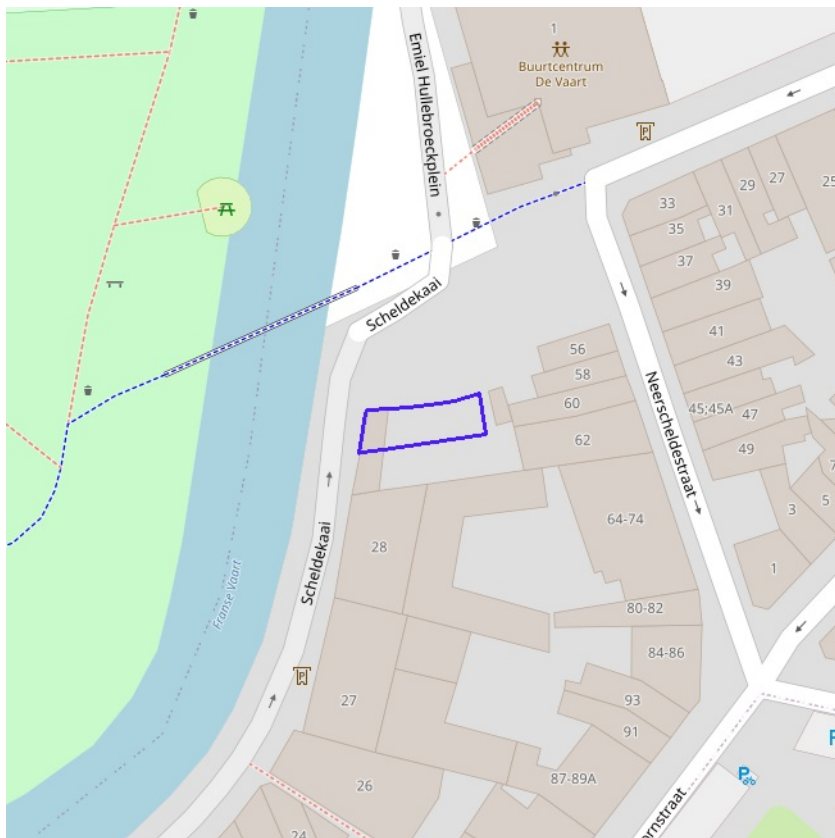 1
Buurtcentrum
De Vaart
Emiel Hullebroeckplein
P
33
31
29
27
25
35
37
39
41
43
45;45A
47
49
Scheldekaai
56
58
60
62
Neerscheldestraat
3
5
7
1
64-74
28
Scheldekaai
Franse Vaart
80-82
84-86
P
93
91
27
87-89A
26
24
P
P
rnstraat